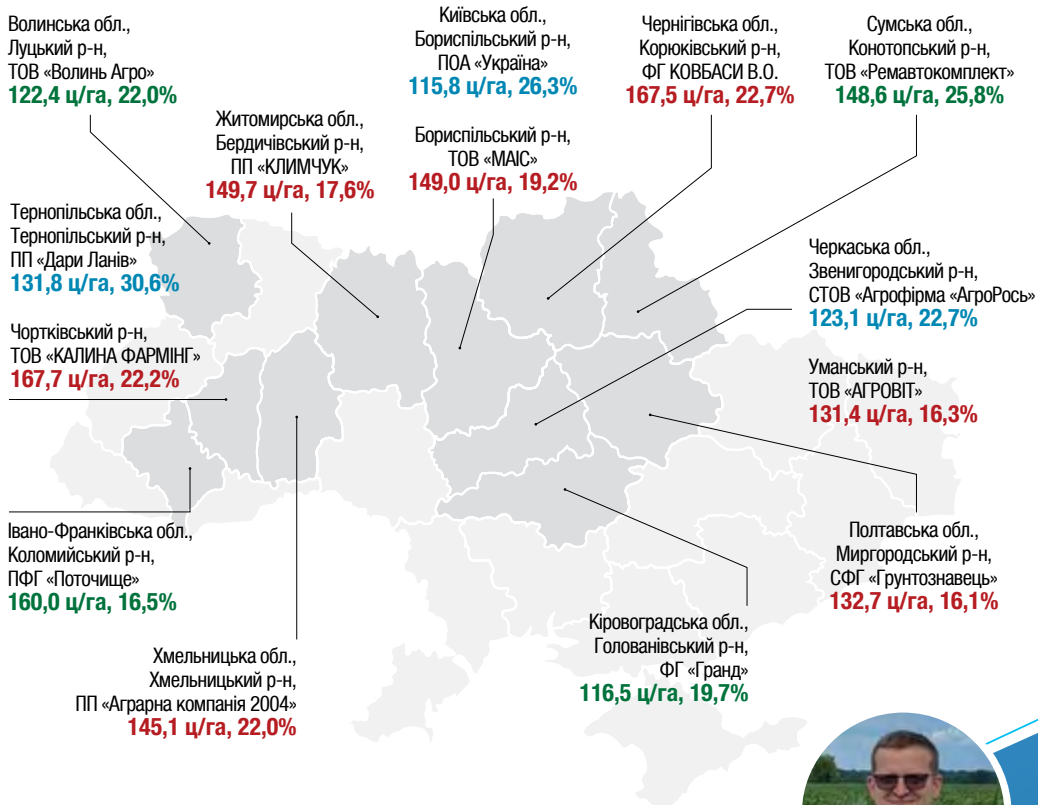 Волинська обл.,
Луцький р-н,
ТОВ «Волинь Агро»
122,4 ц/га, 22,0%
Київська обл.,
Бориспільський р-н,
ПОА «Україна»
115,8 ц/га, 26,3%
Чернігівська обл.,
Корюківський р-н,
ФГ КОВБАСИ В.О.
167,5 ц/га, 22,7%
Сумська обл.,
Конотопський р-н,
ТОВ «Ремавтокомплект»
148,6 ц/га, 25,8%
Житомирська обл.,
Бердичівський р-н,
ПП «КЛИМЧУК»
149,7 ц/га, 17,6%
Бориспільський р-н,
ТОВ «МАІС»
149,0 ц/га, 19,2%
Тернопільська обл.,
Тернопільський р-н,
ПП «Дари Ланів»
131,8 ц/га, 30,6%
Чортківський р-н,
ТОВ «КАЛИНА ФАРМІНГ»
167,7 ц/га, 22,2%
Черкаська обл.,
Звенигородський р-н,
СТОВ «Агрофірма «АгроРось»
123,1 ц/га, 22,7%
Уманський р-н,
ТОВ «АГРОВІТ»
131,4 ц/га, 16,3%
Івано-Франківська обл.,
Коломийський р-н,
ПФГ «Поточище»
160,0 ц/га, 16,5%
Полтавська обл.,
Миргородський р-н,
СФГ «Грунтознавець»
132,7 ц/га, 16,1%
Кіровоградська обл.,
Голованівський р-н,
ФГ «Гранд»
116,5 ц/га, 19,7%
Хмельницька обл.,
Хмельницький р-н,
ПП «Аграрна компанія 2004»
145,1 ц/га, 22,0%